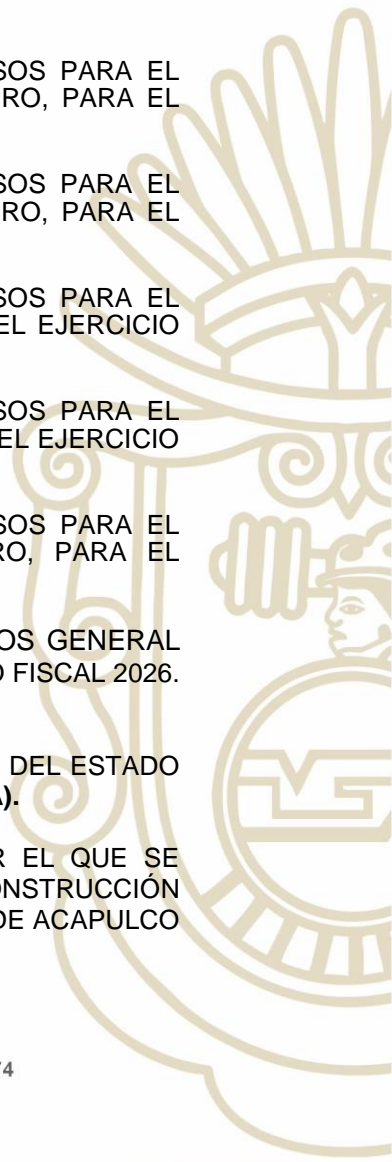 SOS PARA EL
RO, PARA EL
SOS PARA EL
RO, PARA EL
SOS PARA EL
EL EJERCICIO
SOS PARA EL
EL EJERCICIO
SOS PARA EL
RO, PARA EL
OS GENERAL
O FISCAL 2026.
DEL ESTADO
A).
R EL QUE SE
ONSTRUCCIÓN
DE ACAPULCO
74